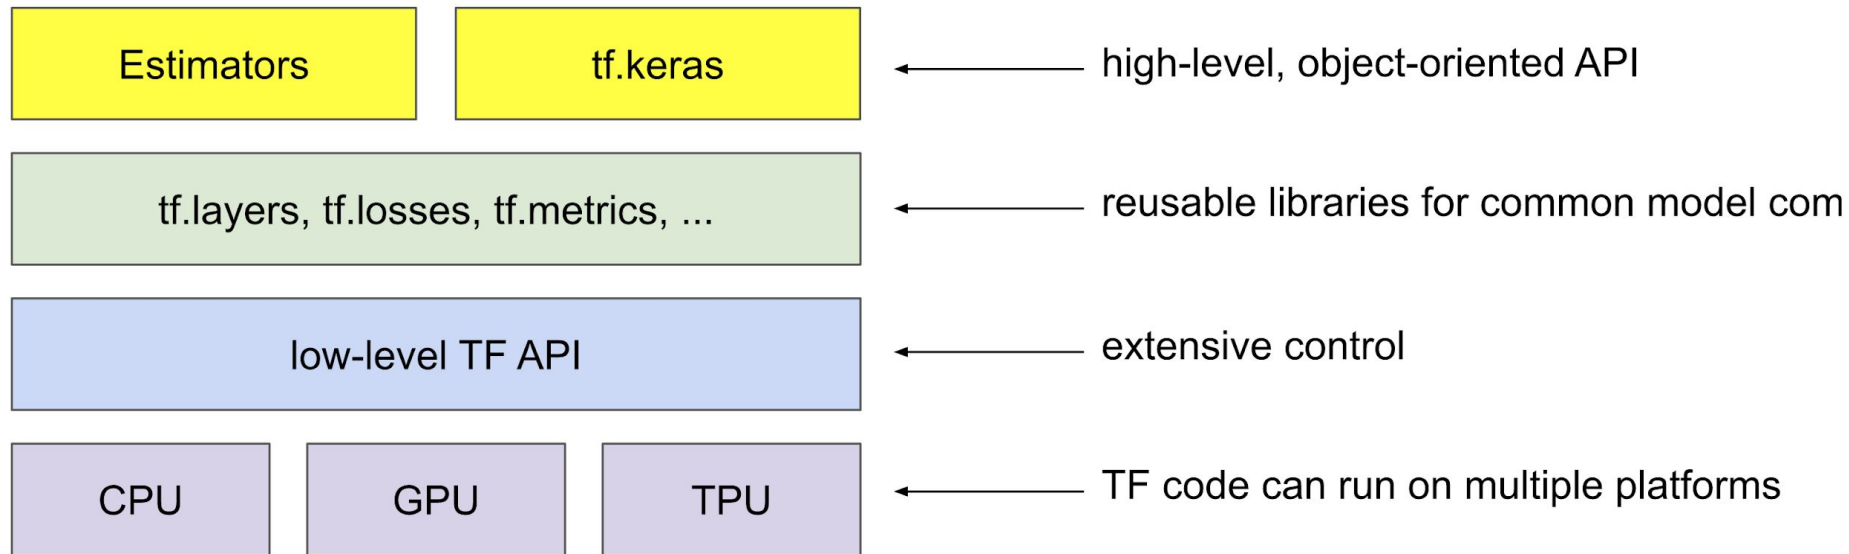 Estimators tf.keras high-level, object-oriented API
tf.layers, tf.losses, tf.metrics, ... reusable libraries for common model com
low-level TF API extensive control
CPU GPU TPU TF code can run on multiple platforms